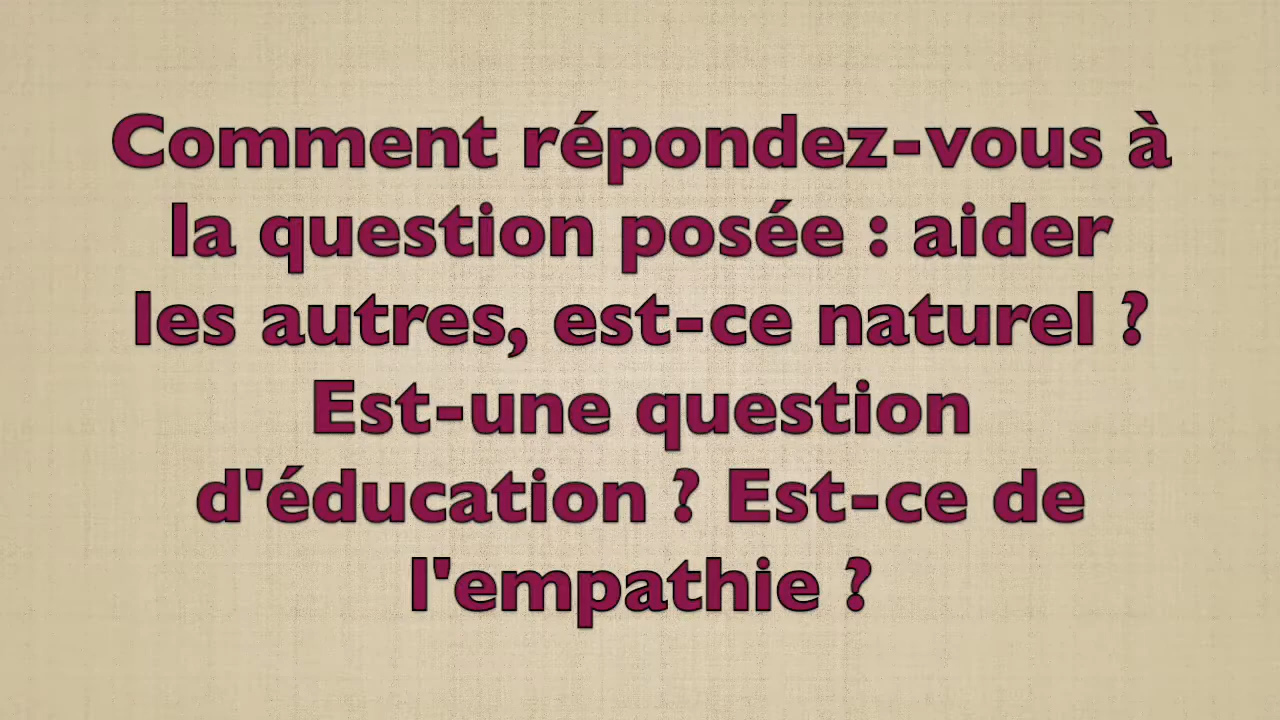 Comment répondez-vous à
la question posée : aider
les autres, est-ce naturel ?
Est-une question
d'éducation ? Est-ce de
l'empathie ?